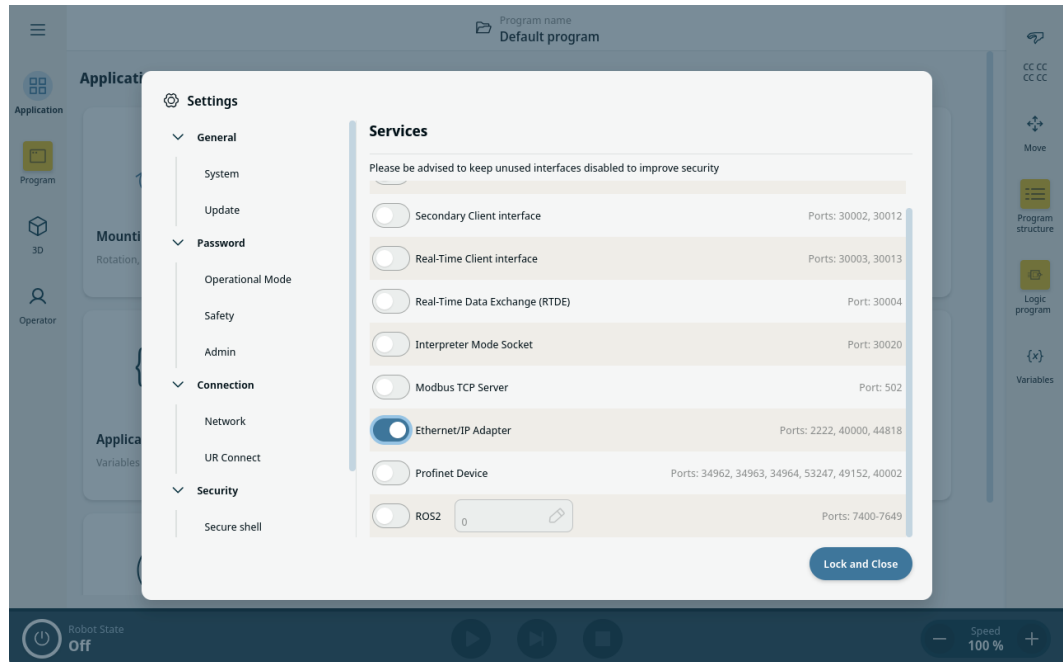 Program name
Default program
Application
Program
3D
Operator
Applicati
Mounti
Rotation,
Applica
Variables
Settings
General
System
Update
Password
Operational Mode
Safety
Admin
Connection
Network
UR Connect
Security
Secure shell
Services
Please be advised to keep unused interfaces disabled to improve security
Secondary Client interface
Ports: 30002, 30012
Real-Time Client interface
Ports: 30003, 30013
Real-Time Data Exchange (RTDE)
Port: 30004
Interpreter Mode Socket
Port: 30020
Modbus TCP Server
Port: 502
Ethernet/IP Adapter
Ports: 2222, 40000, 44818
Profinet Device
Ports: 34962, 34963, 34964, 53247, 49152, 40002
ROS2
0
Ports: 7400-7649
Lock and Close
CC CC
CC CC
Move
Program
structure
Logic
program
{x}
Variables
Robot State
Off
Speed
100 %